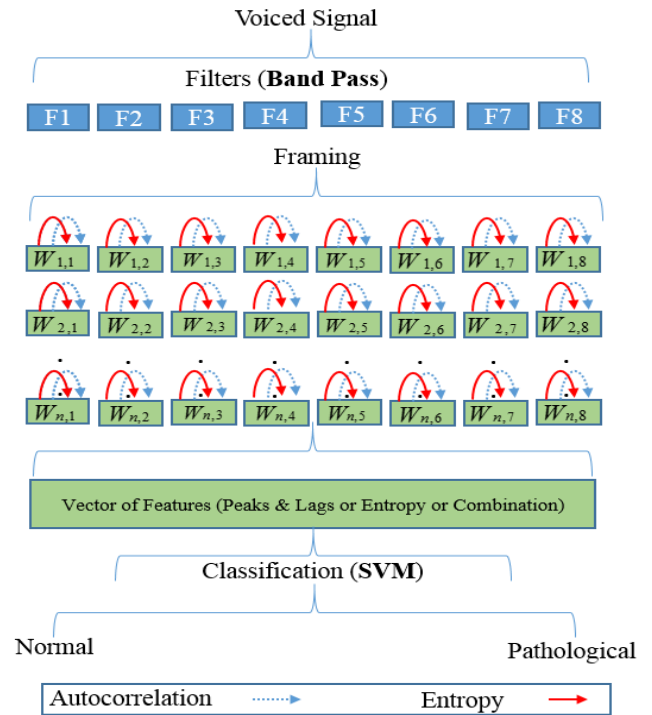 Voiced Signal
Filters (Band Pass)
F1 F2 F3 F4 F5 F6 F7 F8
Framing
W1,1 W1,2 W1,3 W1,4 W1,5 W1,6 W1,7 W1,8
W2,1 W2,2 W2,3 W2,4 W2,5 W2,6 W2,7 W2,8
Wn,1 Wn,2 Wn,3 Wn,4 Wn,5 Wn,6 Wn,7 Wn,8
Vector of Features (Peaks & Lags or Entropy or Combination)
Classification (SVM)
Normal
Pathological
Autocorrelation Entropy